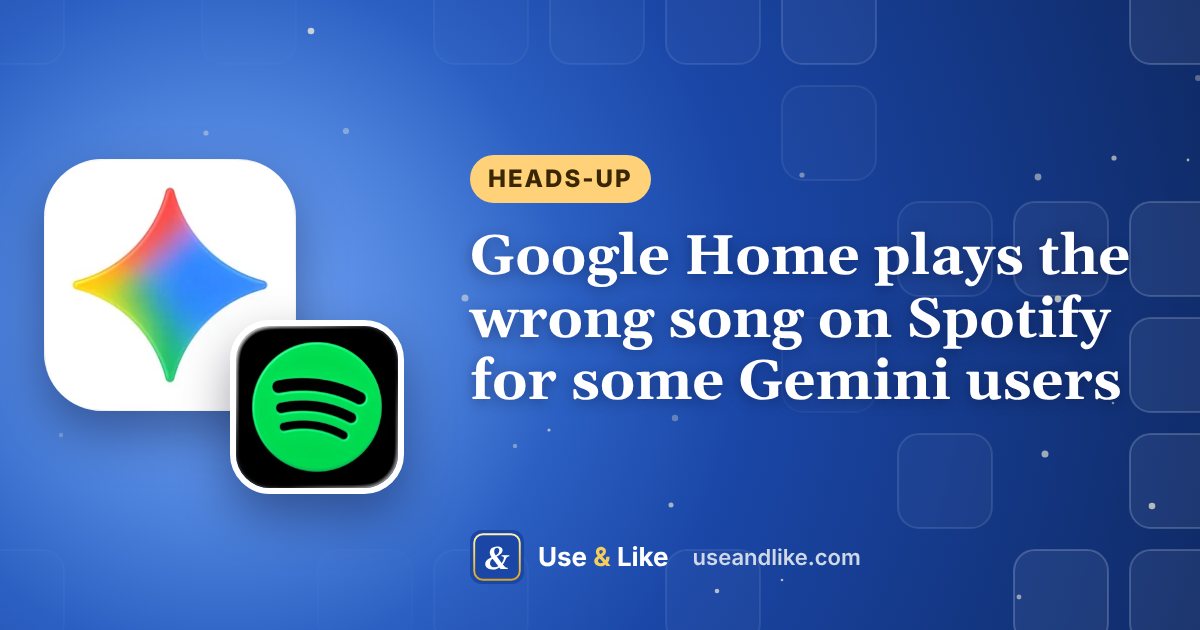 HEADS-UP
Google Home plays the
wrong song on Spotify
for some Gemini users
& Use & Like useandlike.com